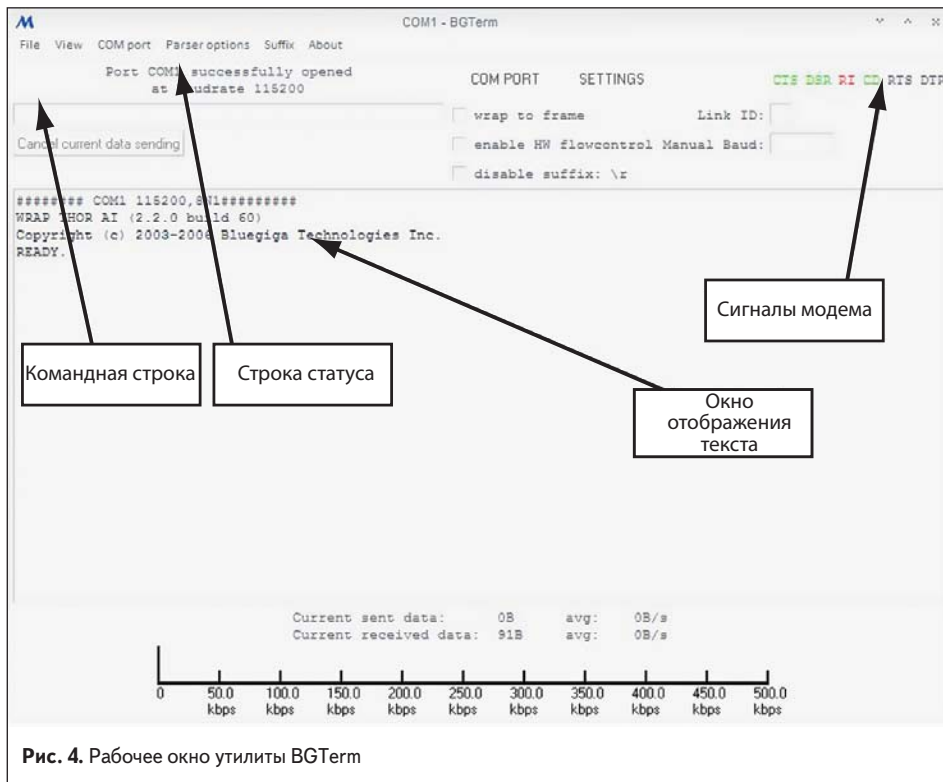 COM1 - BGTerm
File View COM port Parser options Suffix About
Port COM1 successfully opened
at baudrate 115200
COM PORT SETTINGS
CTS DSR RI CD RTS DTR
wrap to frame Link ID:
Cancel current data sending
enable HW flowcontrol Manual Baud:
disable suffix: \r
######## COM1 115200,8N1#########
WRAP THOR AI (2.2.0 build 60)
Copyright (c) 2003-2006 Bluegiga Technologies Inc.
READY.
Сигналы модема
Командная строка
Строка статуса
Окно
отображения
текста
Current sent data: 0B avg: 0B/s
Current received data: 91B avg: 0B/s
0 50.0 100.0 150.0 200.0 250.0 300.0 350.0 400.0 450.0 500.0
kbps kbps kbps kbps kbps kbps kbps kbps kbps kbps
Рис. 4. Рабочее окно утилиты BGTerm